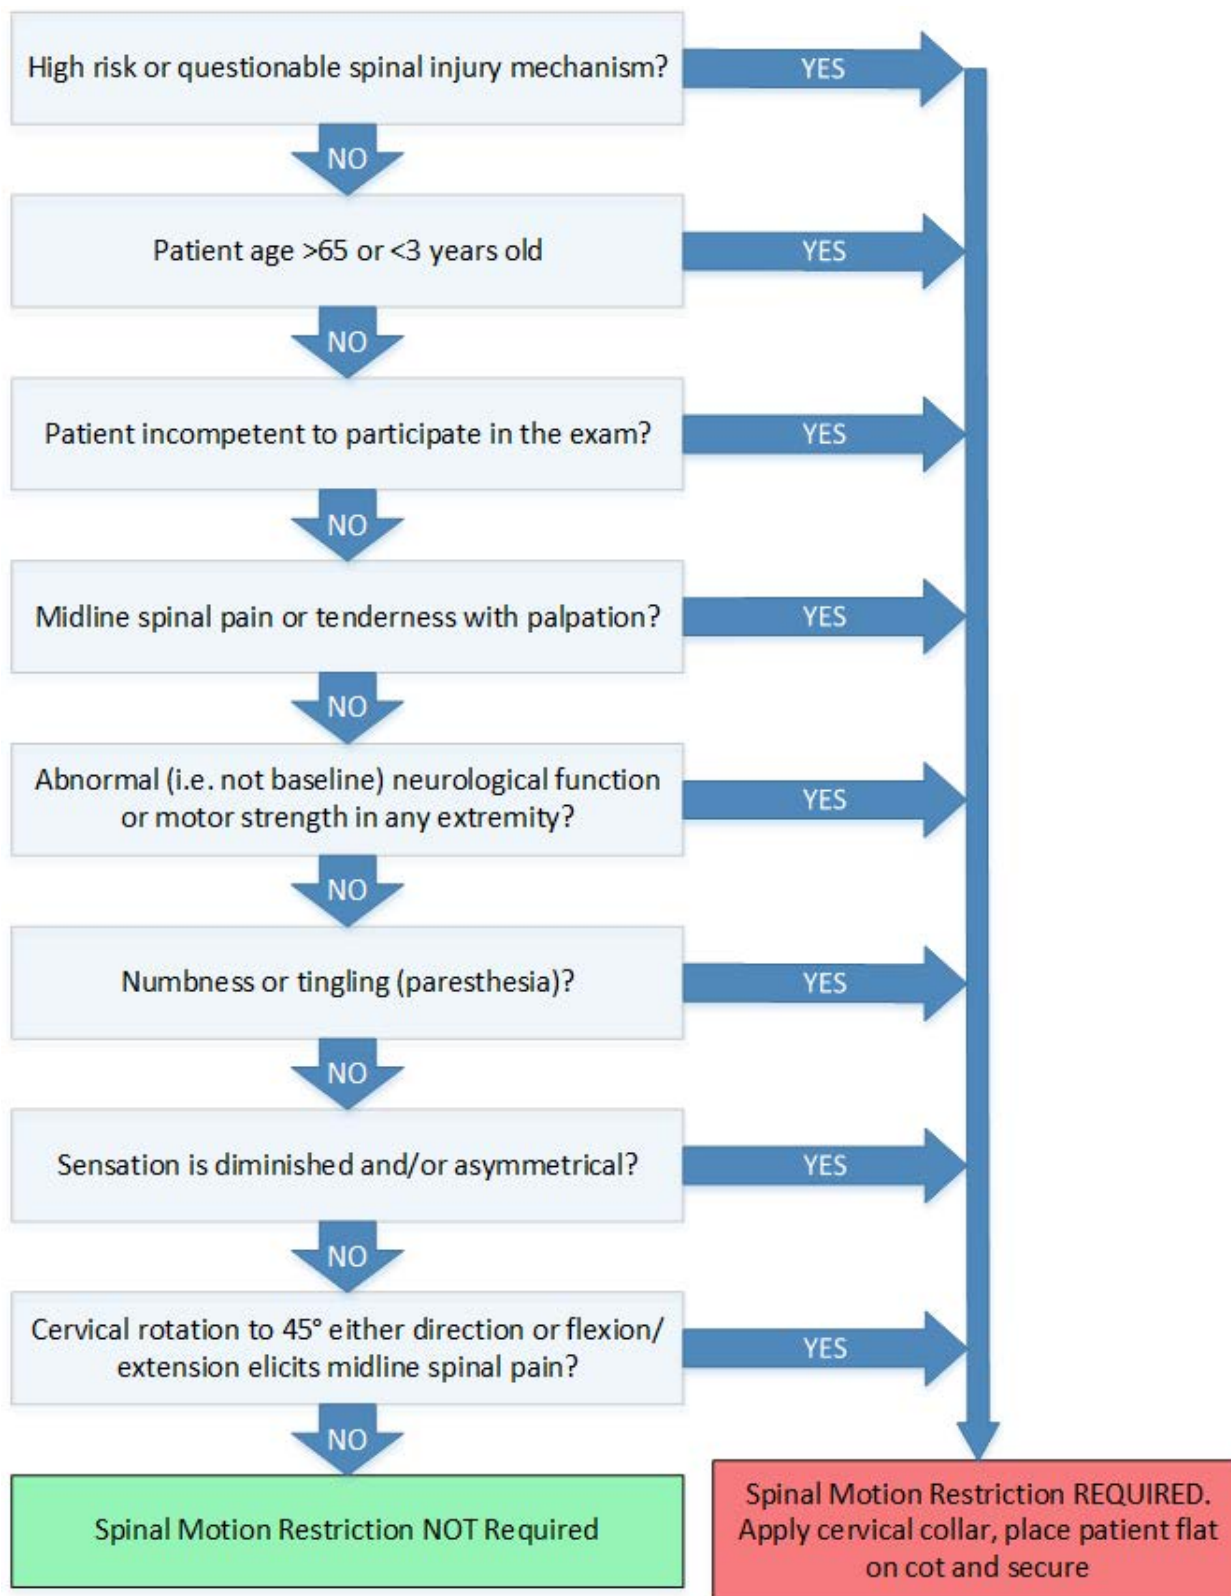 High risk or questionable spinal injury mechanism?
YES
NO
Patient age >65 or <3 years old
YES
NO
Patient incompetent to participate in the exam?
YES
NO
Midline spinal pain or tenderness with palpation?
YES
NO
Abnormal (i.e. not baseline) neurological function
or motor strength in any extremity?
YES
NO
Numbness or tingling (paresthesia)?
YES
NO
Sensation is diminished and/or asymmetrical?
YES
NO
Cervical rotation to 45° either direction or flexion/
extension elicits midline spinal pain?
YES
NO
Spinal Motion Restriction NOT Required
Spinal Motion Restriction REQUIRED.
Apply cervical collar, place patient flat
on cot and secure